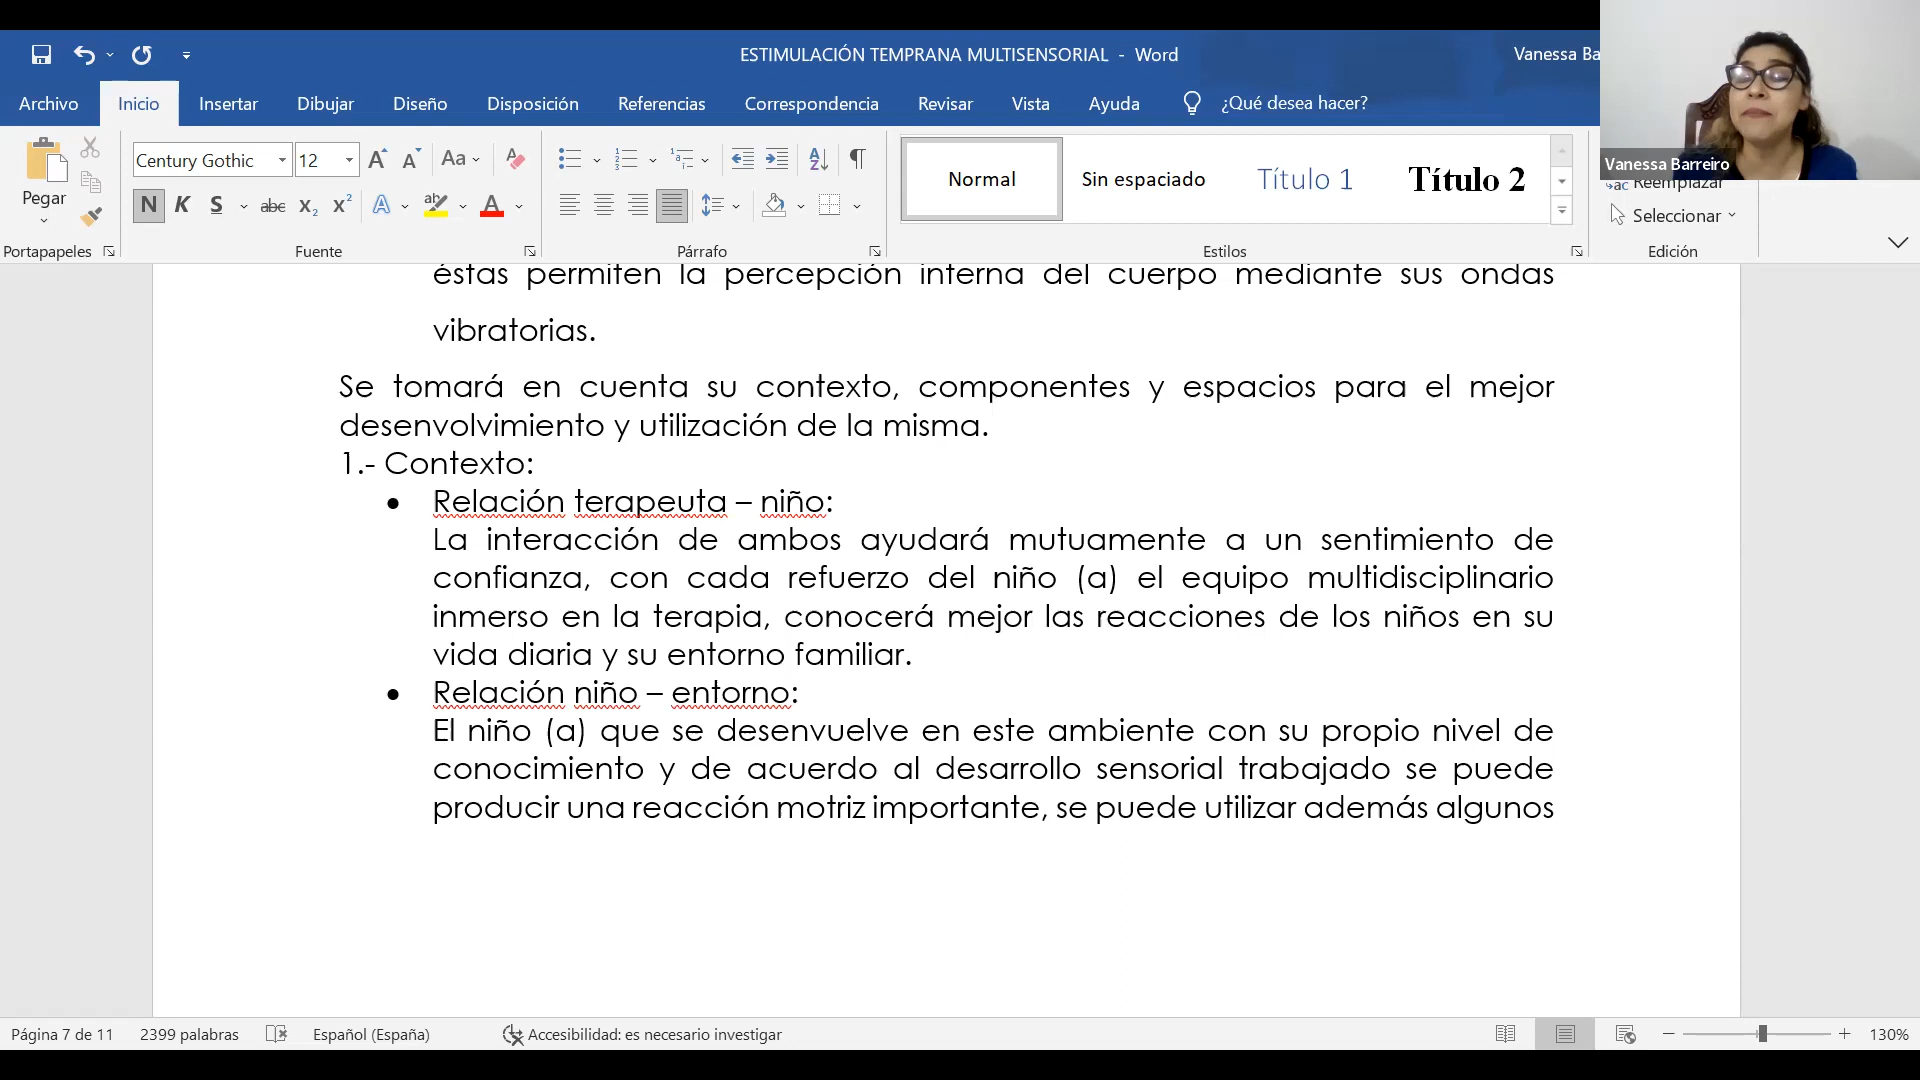 ESTIMULACIÓN TEMPRANA MULTISENSORIAL - Word
Vanessa Ba
Archivo Inicio Insertar Dibujar Diseño Disposición Referencias Correspondencia Revisar Vista Ayuda ¿Qué desea hacer?
Vanessa Barreiro
Pegar
Century Gothic 12
Aa
N K S abc x₂ x² A A
Normal Sin espaciado Título 1 Título 2
Reemplazar
Seleccionar
Portapapeles Fuente Párrafo Estilos Edición
éstas permiten la percepción interna del cuerpo mediante sus ondas
vibratorias.
Se tomará en cuenta su contexto, componentes y espacios para el mejor
desenvolvimiento y utilización de la misma.
1.- Contexto:
• Relación terapeuta – niño:
La interacción de ambos ayudará mutuamente a un sentimiento de
confianza, con cada refuerzo del niño (a) el equipo multidisciplinario
inmerso en la terapia, conocerá mejor las reacciones de los niños en su
vida diaria y su entorno familiar.
• Relación niño – entorno:
El niño (a) que se desenvuelve en este ambiente con su propio nivel de
conocimiento y de acuerdo al desarrollo sensorial trabajado se puede
producir una reacción motriz importante, se puede utilizar además algunos
Página 7 de 11 2399 palabras Español (España) Accesibilidad: es necesario investigar 130%